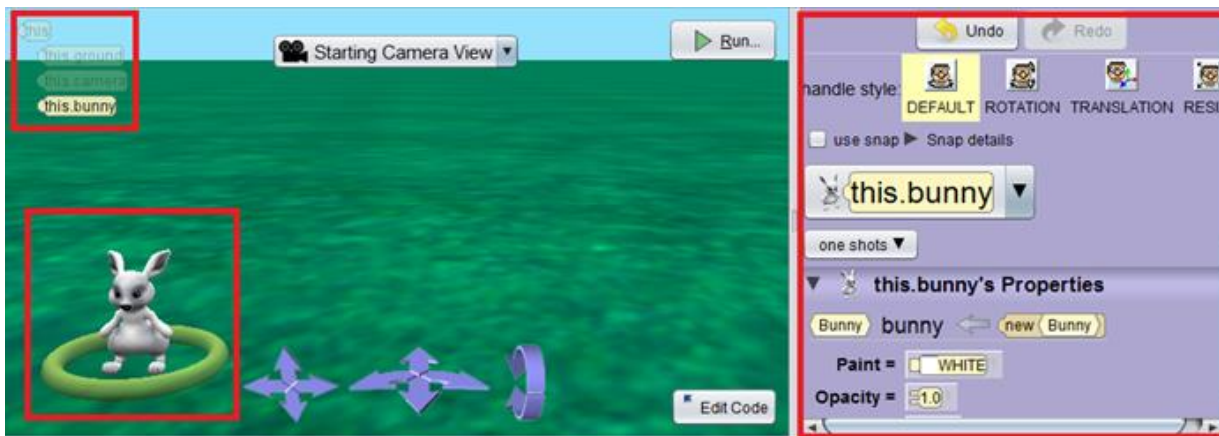 this
this.ground
this.camera
this.bunny
Starting Camera View
Run...
Edit Code
Undo
Redo
handle style:
DEFAULT ROTATION TRANSLATION RESI
use snap Snap details
this.bunny
one shots
this.bunny's Properties
Bunny bunny new Bunny
Paint = WHITE
Opacity = 1.0